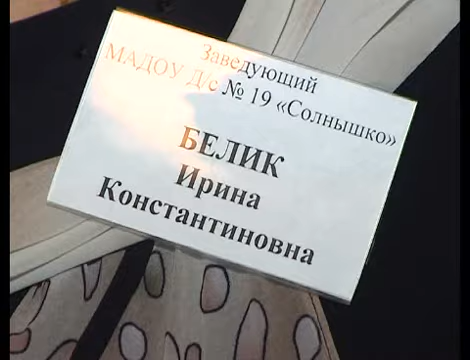 Заведующий
МАДОУ Д/с № 19 «Солнышко»
БЕЛИК
Ирина
Константиновна